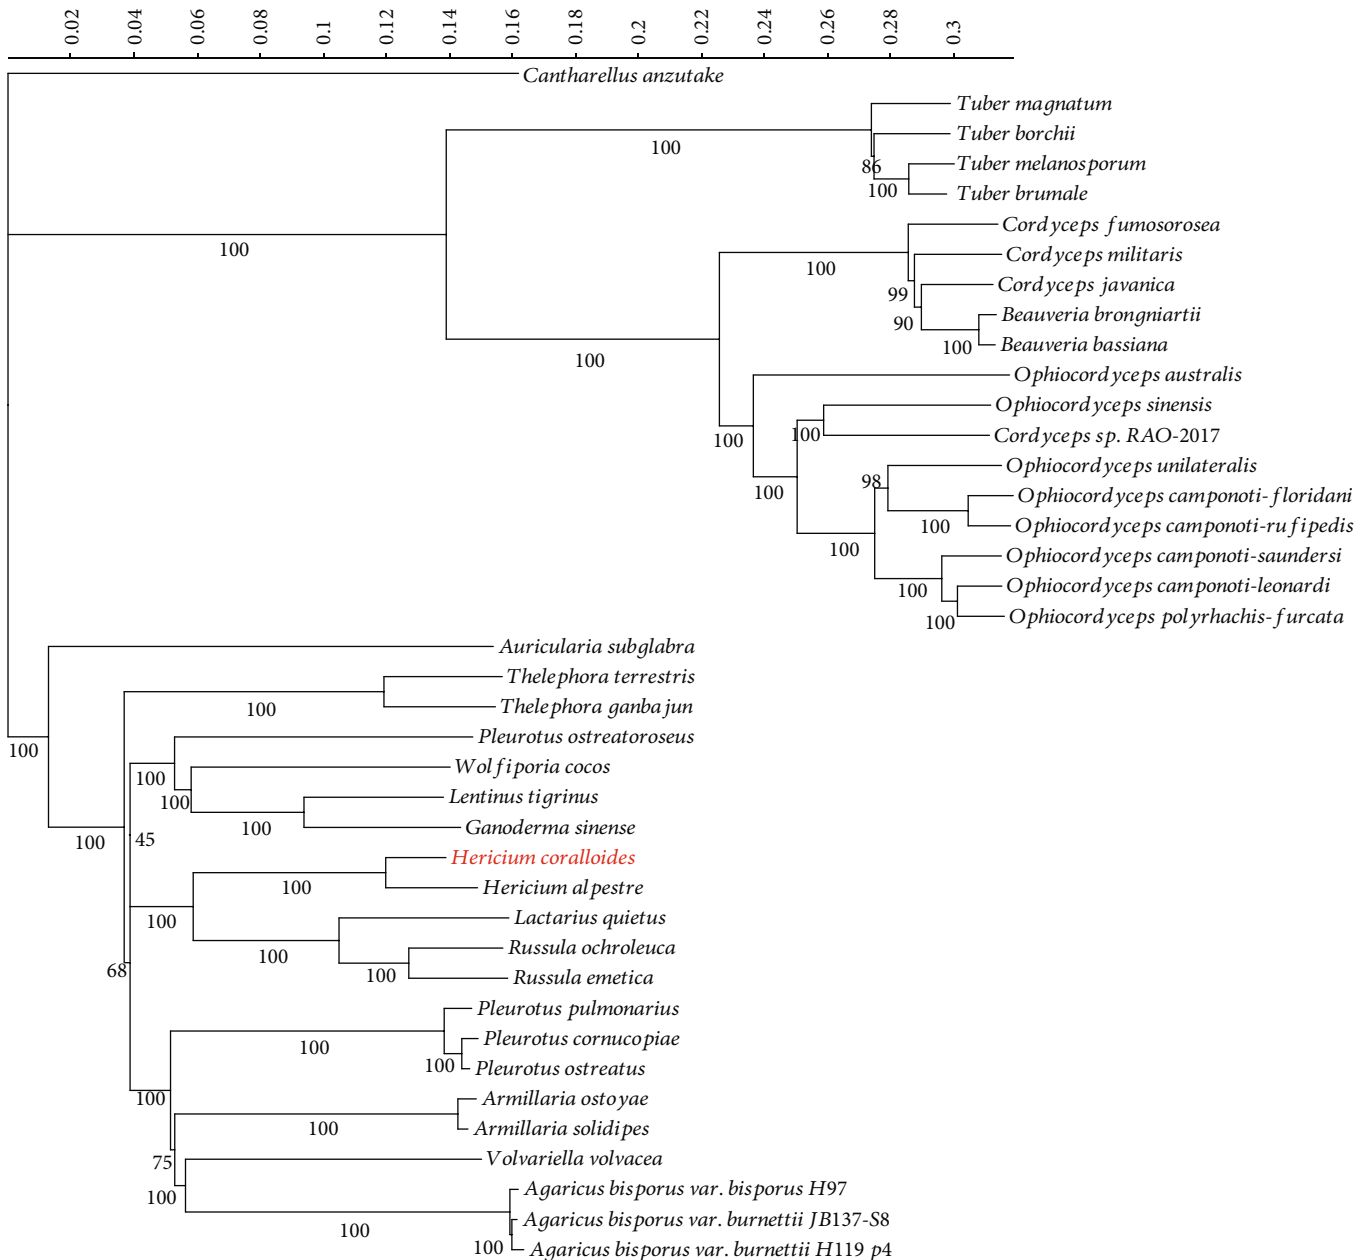 0.02 0.04 0.06 0.08 0.1 0.12 0.14 0.16 0.18 0.2 0.22 0.24 0.26 0.28 0.3
Cantharellus anzutake
Tuber magnatum
100
Tuber borchii
86
Tuber melanosporum
100
Tuber brumale
Cordyceps fumosorosea
100
Cordyceps militaris
100
Cordyceps javanica
99
Beauveria brongniartii
90
Beauveria bassiana
100
100
Ophiocordyceps australis
Ophiocordyceps sinensis
100
Cordyceps sp. RAO-2017
100
Ophiocordyceps unilateralis
98
100
Ophiocordyceps camponoti-floridani
100
Ophiocordyceps camponoti-rufipedis
100
Ophiocordyceps camponoti-saundersi
100
Ophiocordyceps camponoti-leonardi
Ophiocordyceps polyrhachis-furcata
100
Auricularia subglabra
Thelephora terrestris
100
Thelephora ganbajun
Pleurotus ostreatoroseus
100
Wolfiporia cocos
100
Lentinus tigrinus
100
Ganoderma sinense
100
100
45
Hericium coralloides
100
Hericium alpestre
Lactarius quietus
100
Russula ochroleuca
100
100
Russula emetica
68
Pleurotus pulmonarius
Pleurotus cornucopiae
100
Pleurotus ostreatus
100
Armillaria ostoyae
100
Armillaria solidipes
100
Volvariella volvacea
75
Agaricus bisporus var. bisporus H97
100
Agaricus bisporus var. burnettii JB137-S8
100
Agaricus bisporus var. burnettii H119 p4
100